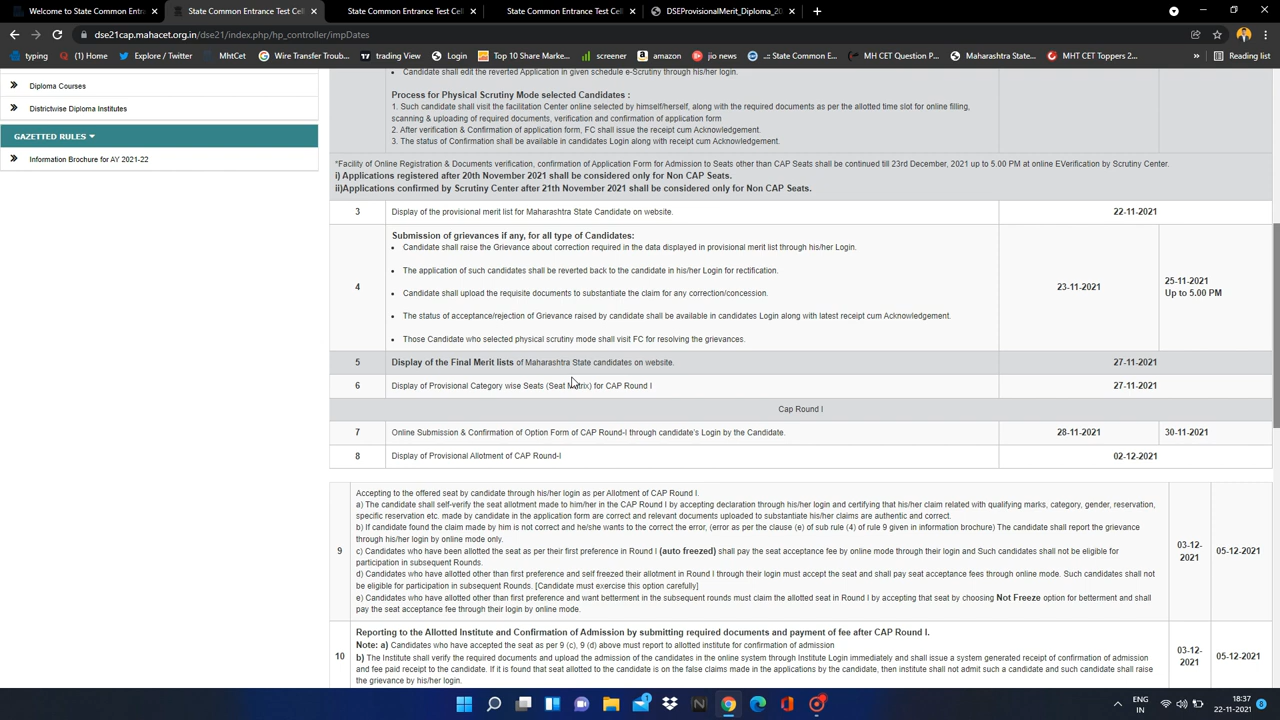 Welcome to State Common Entra
State Common Entrance Test Cell
State Common Entrance Test Cell
State Common Entrance Test Cell
DSEProvisionalMerit_Diploma_20
dse21cap.mahacet.org.in/dse21/index.php/hp_controller/impDates
typing
Gann
Explore / Twitter
MhtCet
Wire Transfer Troub...
trading View
Login
Top 10 Share Marke...
screener
amazon
jio news
..:: State Common E...
MH CET Question P...
Maharashtra State...
MHT CET Toppers 2...
»
Reading list
Diploma Courses
Districtwise Diploma Institutes
GAZETTED RULES
Information Brochure for AY 2021-22
• Candidate shall edit the reverted Application in given schedule e-Scrutiny through his/her login.
Process for Physical Scrutiny Mode selected Candidates :
1. Such candidate shall visit the facilitation Center online selected by himself/herself, along with the required documents as per the allotted time slot for online filling,
scanning & uploading of required documents, verification and confirmation of application form
2. After verification & Confirmation of application form, FC shall issue the receipt cum Acknowledgement.
3. The status of Confirmation shall be available in candidates Login along with receipt cum Acknowledgement.
*Facility of Online Registration & Documents verification, confirmation of Application Form for Admission to Seats other than CAP Seats shall be continued till 23rd December, 2021 up to 5.00 PM at online EVerification by Scrutiny Center.
i) Applications registered after 20th November 2021 shall be considered only for Non CAP Seats.
ii)Applications confirmed by Scrutiny Center after 21th November 2021 shall be considered only for Non CAP Seats.
3 Display of the provisional merit list for Maharashtra State Candidate on website. 22-11-2021
Submission of grievances if any, for all type of Candidates:
• Candidate shall raise the Grievance about correction required in the data displayed in provisional merit list through his/her Login.
• The application of such candidates shall be reverted back to the candidate in his/her Login for rectification.
4 23-11-2021 25-11-2021
Up to 5.00 PM
• Candidate shall upload the requisite documents to substantiate the claim for any correction/concession.
• The status of acceptance/rejection of Grievance raised by candidate shall be available in candidates Login along with latest receipt cum Acknowledgement.
• Those Candidate who selected physical scrutiny mode shall visit FC for resolving the grievances.
5 Display of the Final Merit lists of Maharashtra State candidates on website. 27-11-2021
6 Display of Provisional Category wise Seats (Seat Matrix) for CAP Round I 27-11-2021
Cap Round I
7 Online Submission & Confirmation of Option Form of CAP Round-I through candidate's Login by the Candidate. 28-11-2021 30-11-2021
8 Display of Provisional Allotment of CAP Round-I 02-12-2021
Accepting to the offered seat by candidate through his/her login as per Allotment of CAP Round I.
a) The candidate shall self-verify the seat allotment made to him/her in the CAP Round I by accepting declaration through his/her login and certifying that his/her claim related with qualifying marks, category, gender, reservation,
specific reservation etc. made by candidate in the application form are correct and relevant documents uploaded to substantiate his/her claims are authentic and correct.
b) If candidate found the claim made by him is not correct and he/she wants to correct the error, (error as per the clause (e) of sub rule (4) of rule 9 given in information brochure) The candidate shall report the grievance
through his/her login by online mode only.
9 03-12-2021 05-12-2021
c) Candidates who have been allotted the seat as per their first preference in Round I (auto freezed) shall pay the seat acceptance fee by online mode through their login and Such candidates shall not be eligible for
participation in subsequent Rounds.
d) Candidates who have allotted other than first preference and self freezed their allotment in Round I through their login must accept the seat and shall pay seat acceptance fees through online mode. Such candidates shall not
be eligible for participation in subsequent Rounds. [Candidate must exercise this option carefully]
e) Candidates who have allotted other than first preference and want betterment in the subsequent rounds must claim the allotted seat in Round I by accepting that seat by choosing Not Freeze option for betterment and shall
pay the seat acceptance fee through their login by online mode.
Reporting to the Allotted Institute and Confirmation of Admission by submitting required documents and payment of fee after CAP Round I.
Note: a) Candidates who have accepted the seat as per 9 (c), 9 (d) above must report to allotted institute for confirmation of admission
10 03-12-2021 05-12-2021
b) The Institute shall verify the required documents and upload the admission of the candidates in the online system through Institute Login immediately and shall issue a system generated receipt of confirmation of admission
and fee paid receipt to the candidate. If it is found that seat allotted to the candidate is on the false claims made in the applications by the candidate, then institute shall not admit such a candidate and such candidate shall raise
the grievance by his/her login.
ENG
IN
18:37
22-11-2021